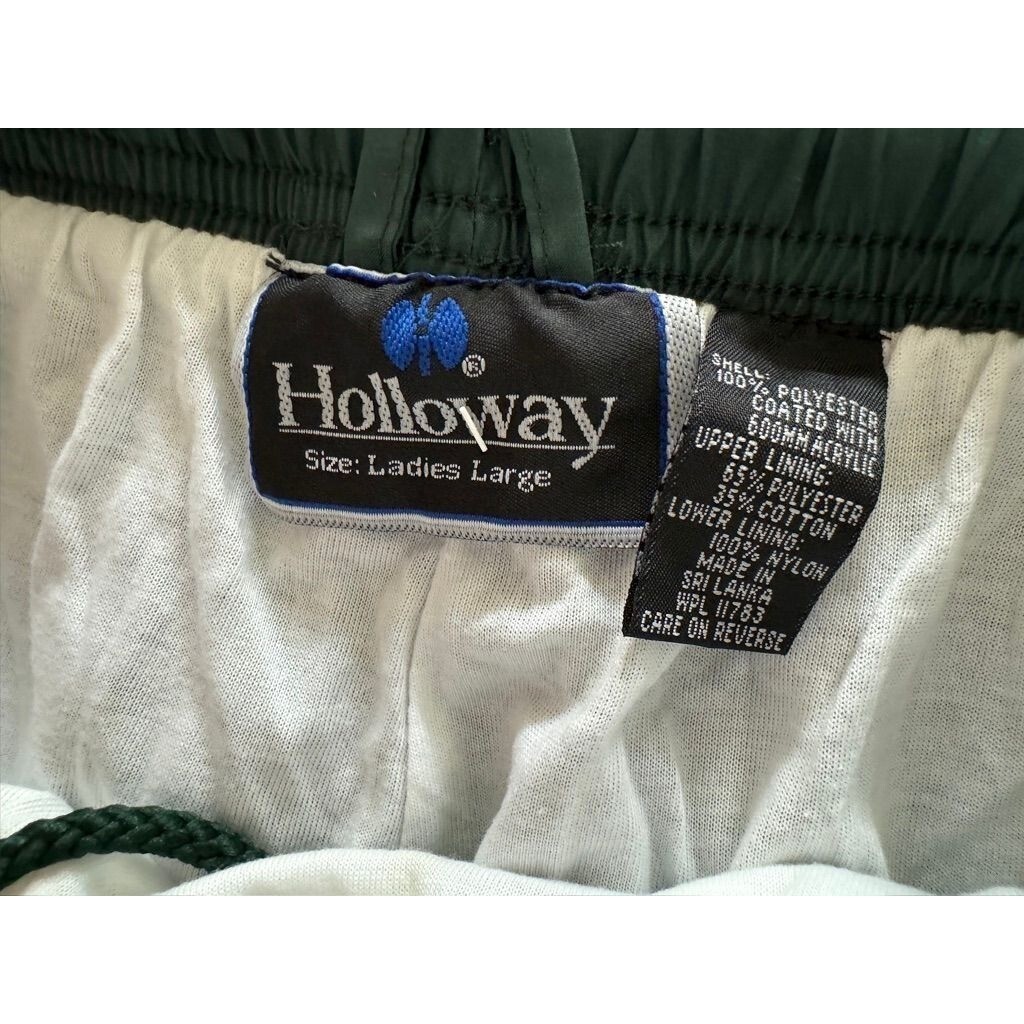 Holloway®
Size: Ladies Large
SHELL:
100% POLYESTER
COATED WITH
600MM ACRYLIC
UPPER LINING:
65% POLYESTER
35% COTTON
LOWER LINING:
100% NYLON
MADE IN
SRI LANKA
WPL 11783
CARE ON REVERSE